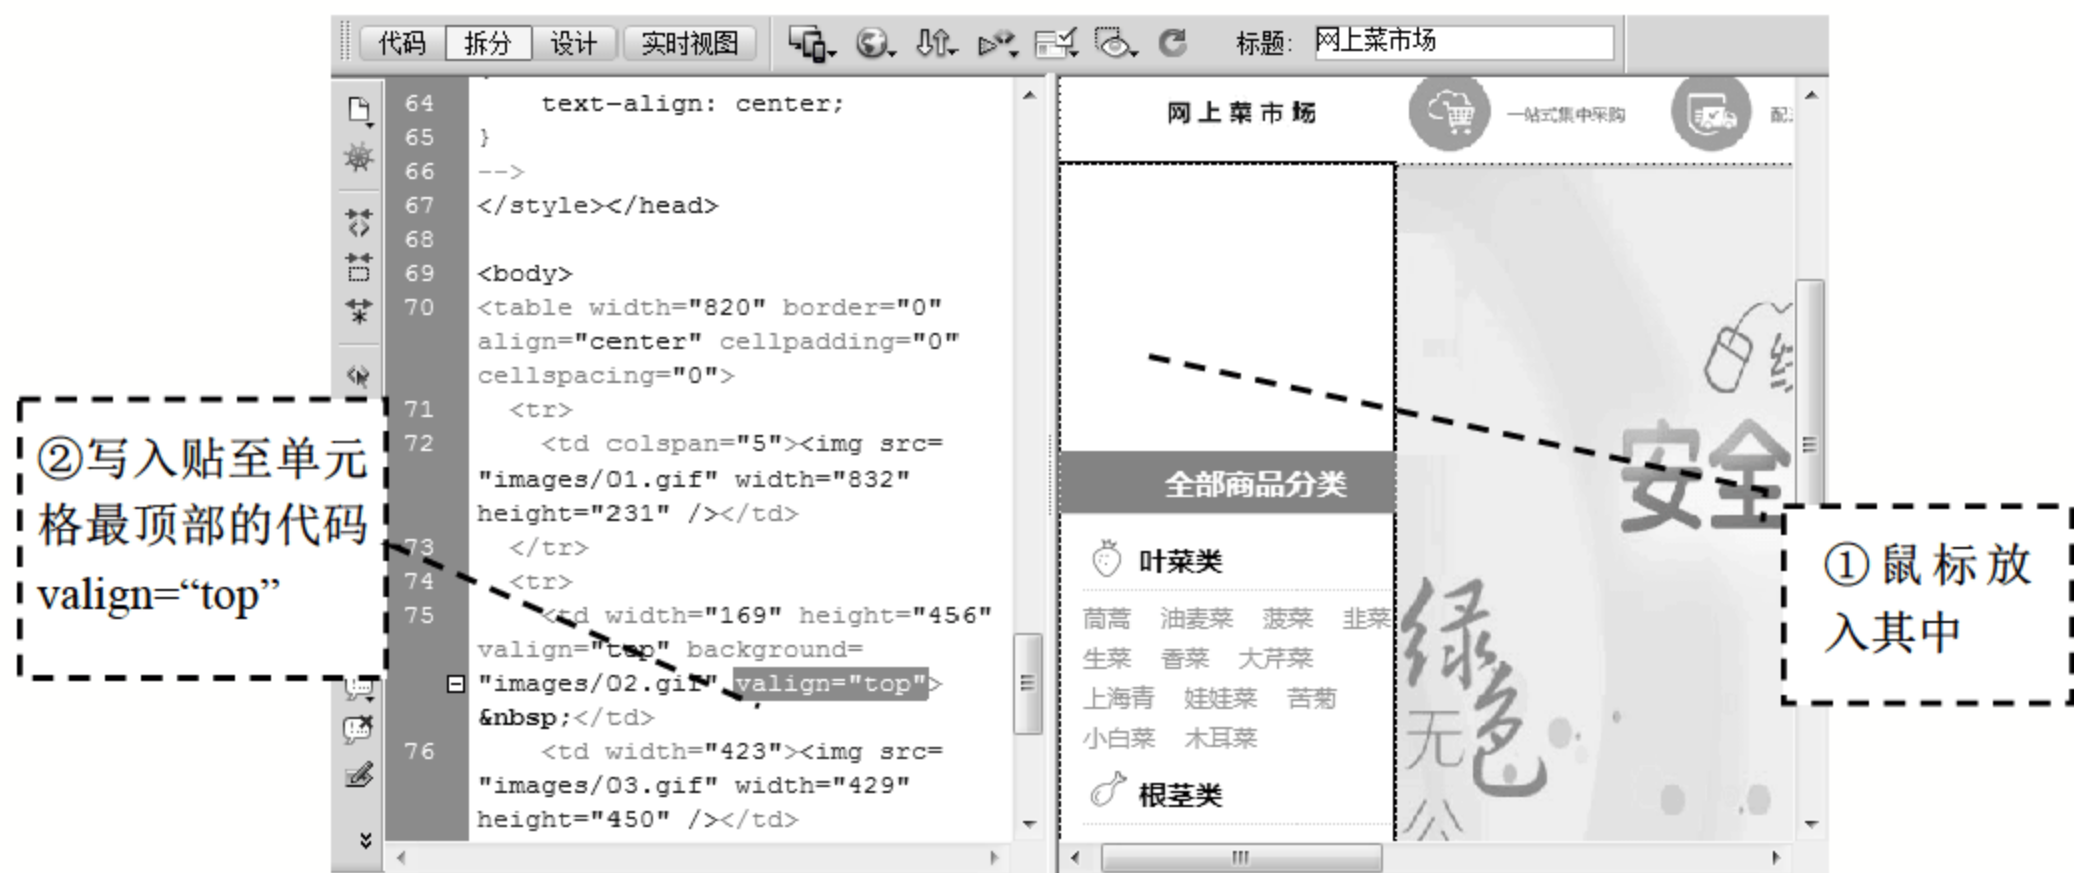 代码 拆分 设计 实时视图 标题: 网上菜市场
64 text-align: center;
65 }
66 -->
67 </style></head>
68
69 <body>
70 <table width="820" border="0"
align="center" cellpadding="0"
cellspacing="0">
71 <tr>
72 <td colspan="5"><img src=
"images/01.gif" width="832"
height="231" /></td>
73 </tr>
74 <tr>
75 <td width="169" height="456"
valign="top" background=
"images/02.gif" valign="top">
&nbsp;</td>
76 <td width="423"><img src=
"images/03.gif" width="429"
height="450" /></td>
网上菜市场
一站式集中采购
安全
绿色
无
公
全部商品分类
叶菜类
茼蒿 油麦菜 菠菜 韭菜
生菜 香菜 大芹菜
上海青 娃娃菜 苦菊
小白菜 木耳菜
根茎类
②写入贴至单元
格最顶部的代码
valign=“top”
①鼠标放
入其中